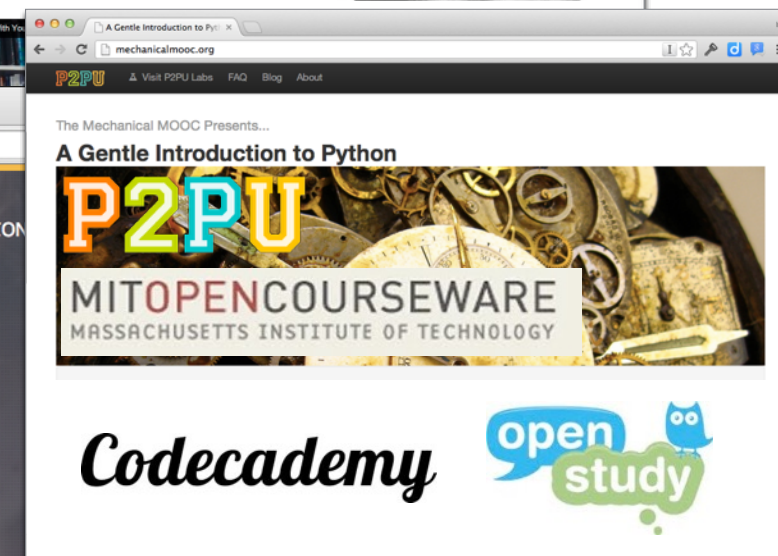 A Gentle Introduction to Pyt
mechanicalmooc.org
P2PU Visit P2PU Labs FAQ Blog About
The Mechanical MOOC Presents...
A Gentle Introduction to Python
P2PU
MITOPENCOURSEWARE
MASSACHUSETTS INSTITUTE OF TECHNOLOGY
Codecademy
open
study